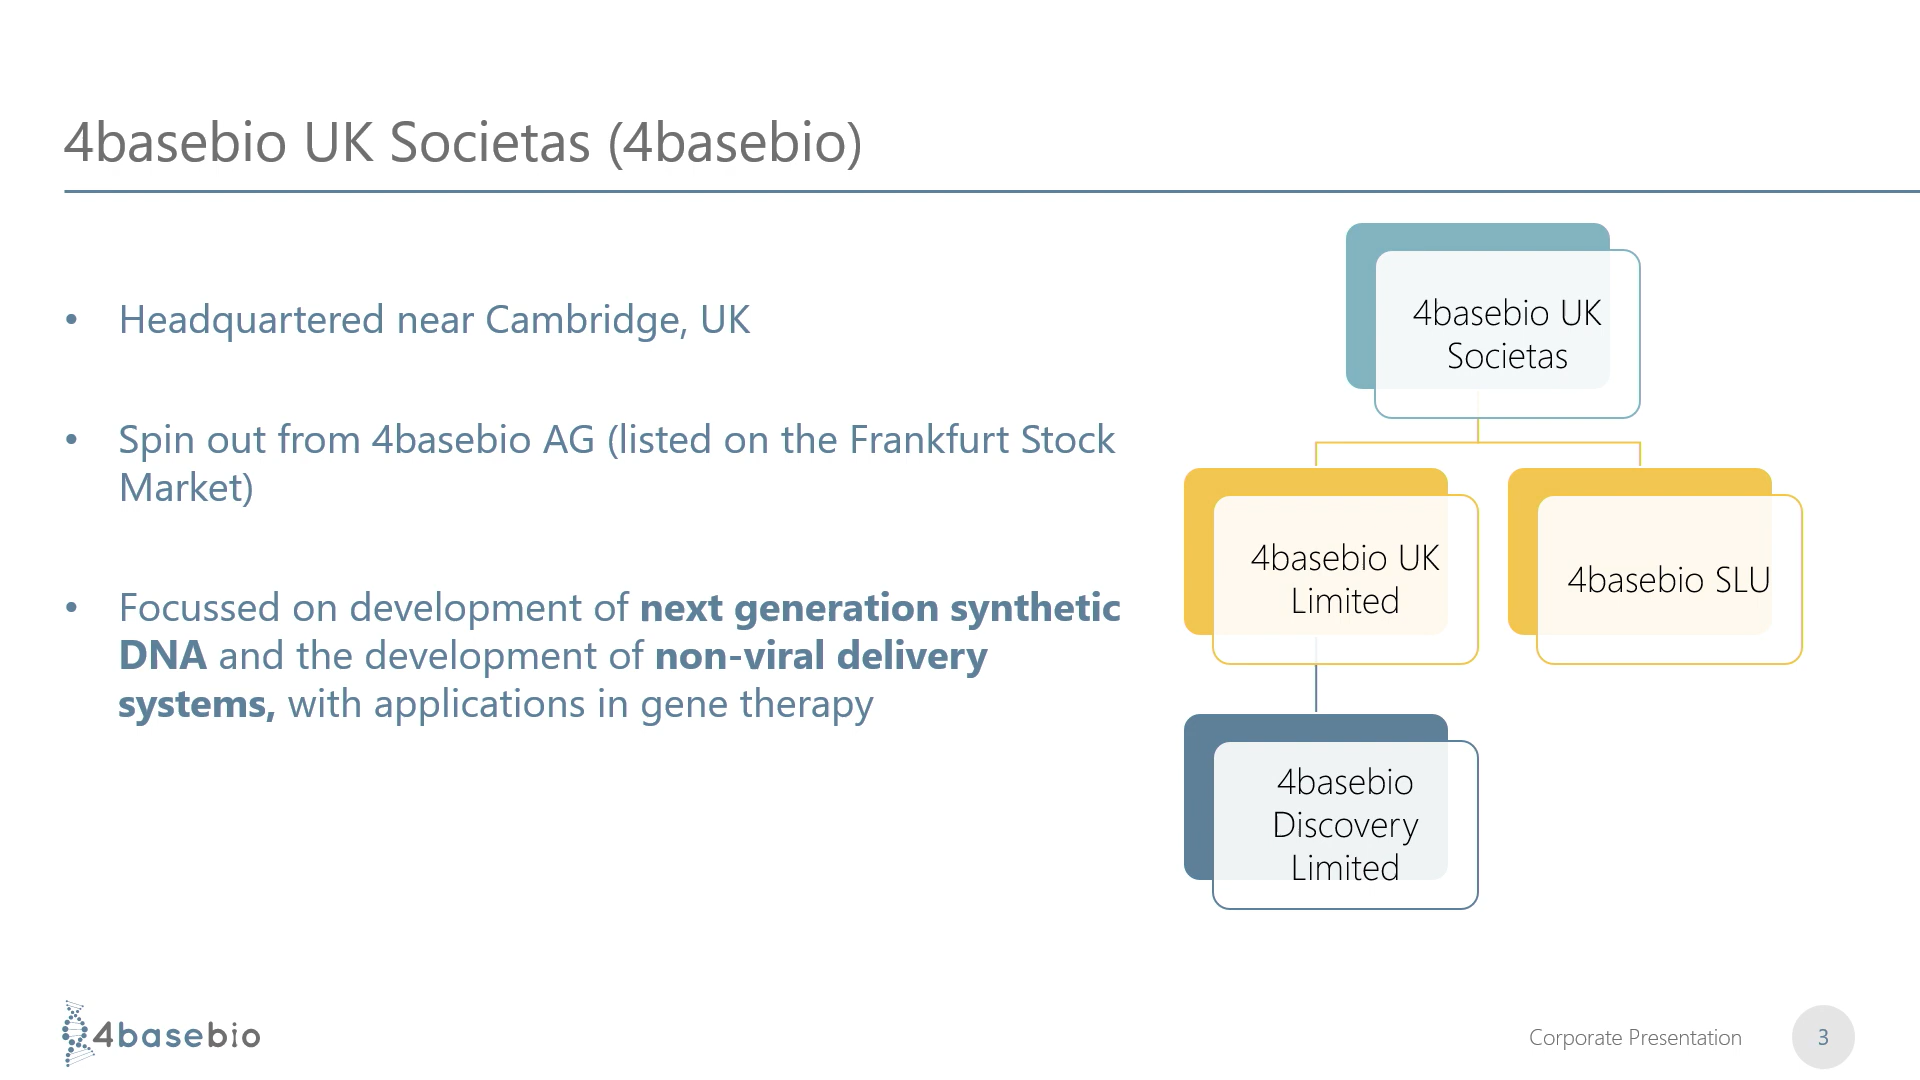 4basebio UK Societas (4basebio)
• Headquartered near Cambridge, UK
• Spin out from 4basebio AG (listed on the Frankfurt Stock
Market)
• Focussed on development of next generation synthetic
DNA and the development of non-viral delivery
systems, with applications in gene therapy
4basebio UK
Societas
4basebio UK
Limited
4basebio SLU
4basebio
Discovery
Limited
4basebio
Corporate Presentation
3